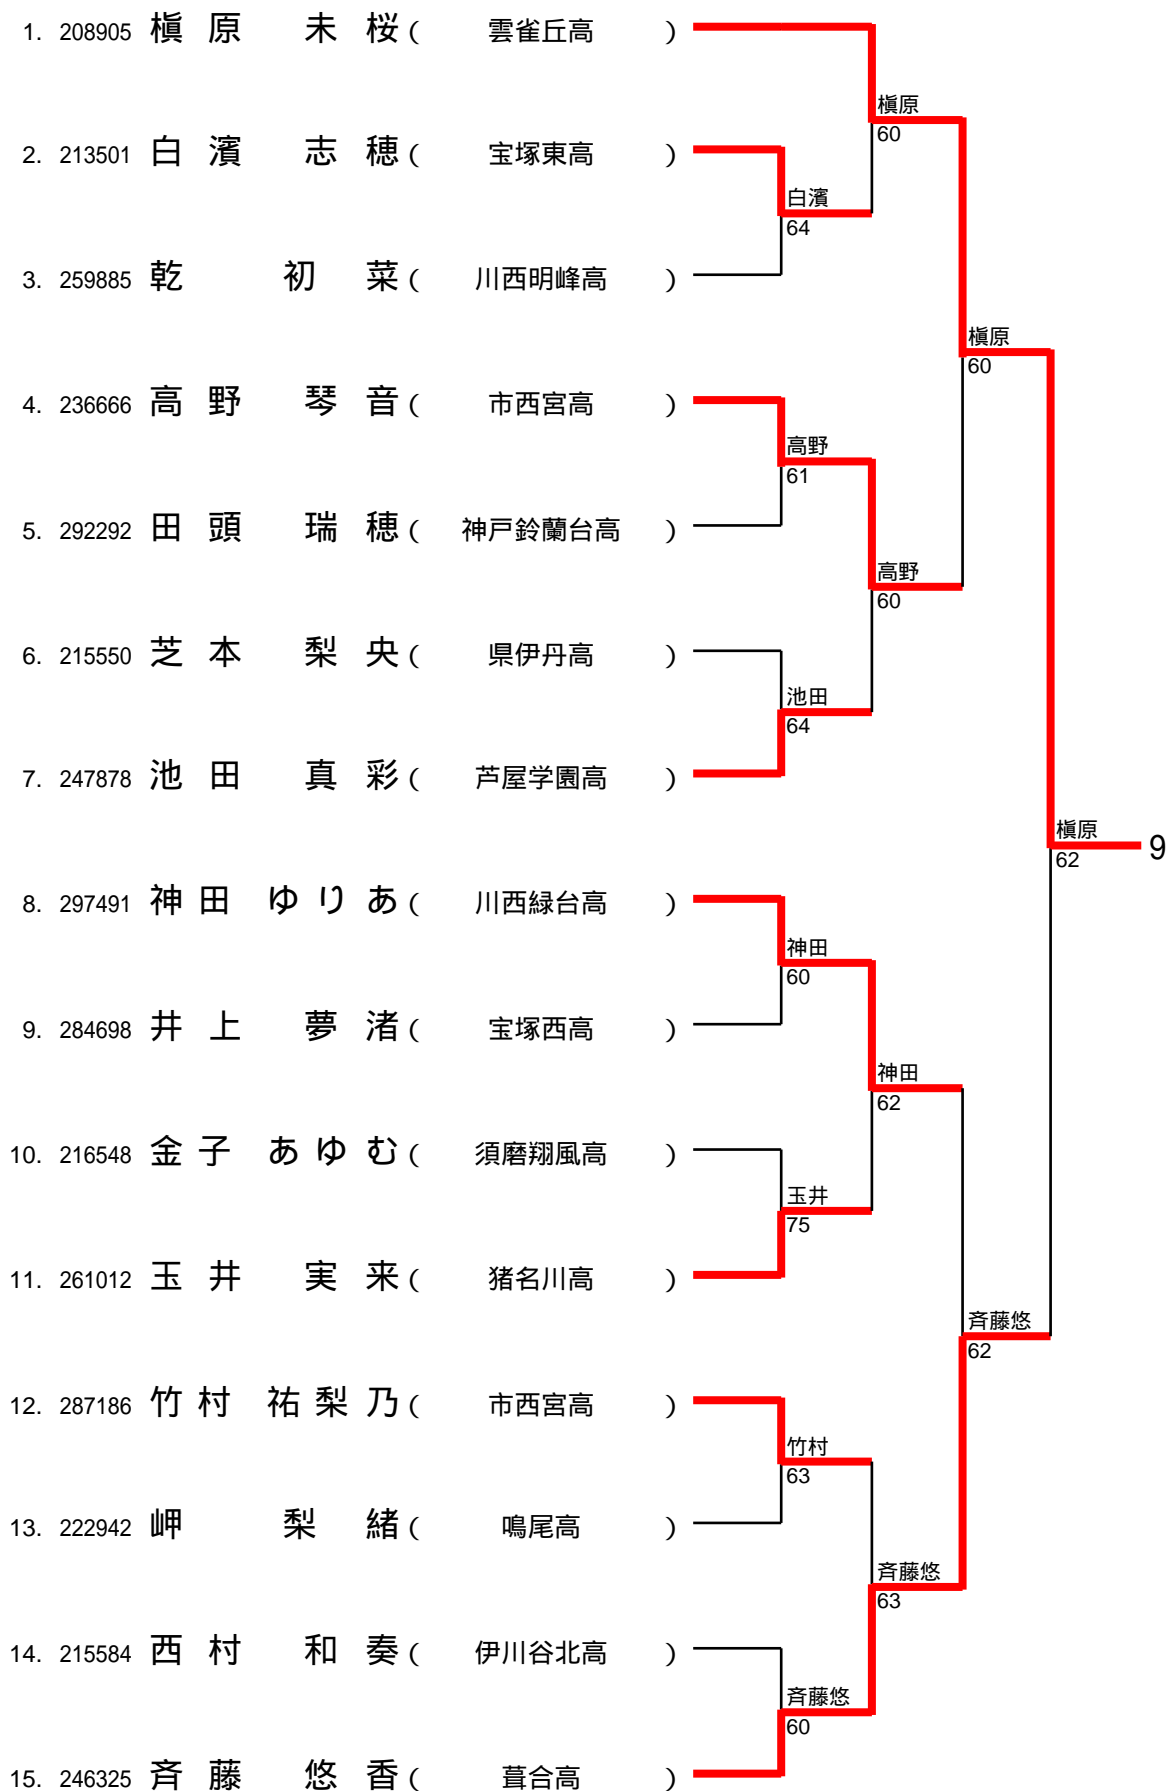 1. 208905 槇原 未桜 ( 雲雀丘高 )
槇原
60
2. 213501 白濱 志穂 ( 宝塚東高 )
白濱
64
3. 259885 乾 初菜 ( 川西明峰高 )
槇原
60
4. 236666 高野 琴音 ( 市西宮高 )
高野
61
5. 292292 田頭 瑞穂 ( 神戸鈴蘭台高 )
高野
60
6. 215550 芝本 梨央 ( 県伊丹高 )
池田
64
7. 247878 池田 真彩 ( 芦屋学園高 )
槇原
62
9
8. 297491 神田 ゆりあ ( 川西緑台高 )
神田
60
9. 284698 井上 夢渚 ( 宝塚西高 )
神田
62
10. 216548 金子 あゆむ ( 須磨翔風高 )
玉井
75
11. 261012 玉井 実来 ( 猪名川高 )
斉藤悠
62
12. 287186 竹村 祐梨乃 ( 市西宮高 )
竹村
63
13. 222942 岬 梨緒 ( 鳴尾高 )
斉藤悠
63
14. 215584 西村 和奏 ( 伊川谷北高 )
斉藤悠
60
15. 246325 斉藤 悠香 ( 葺合高 )